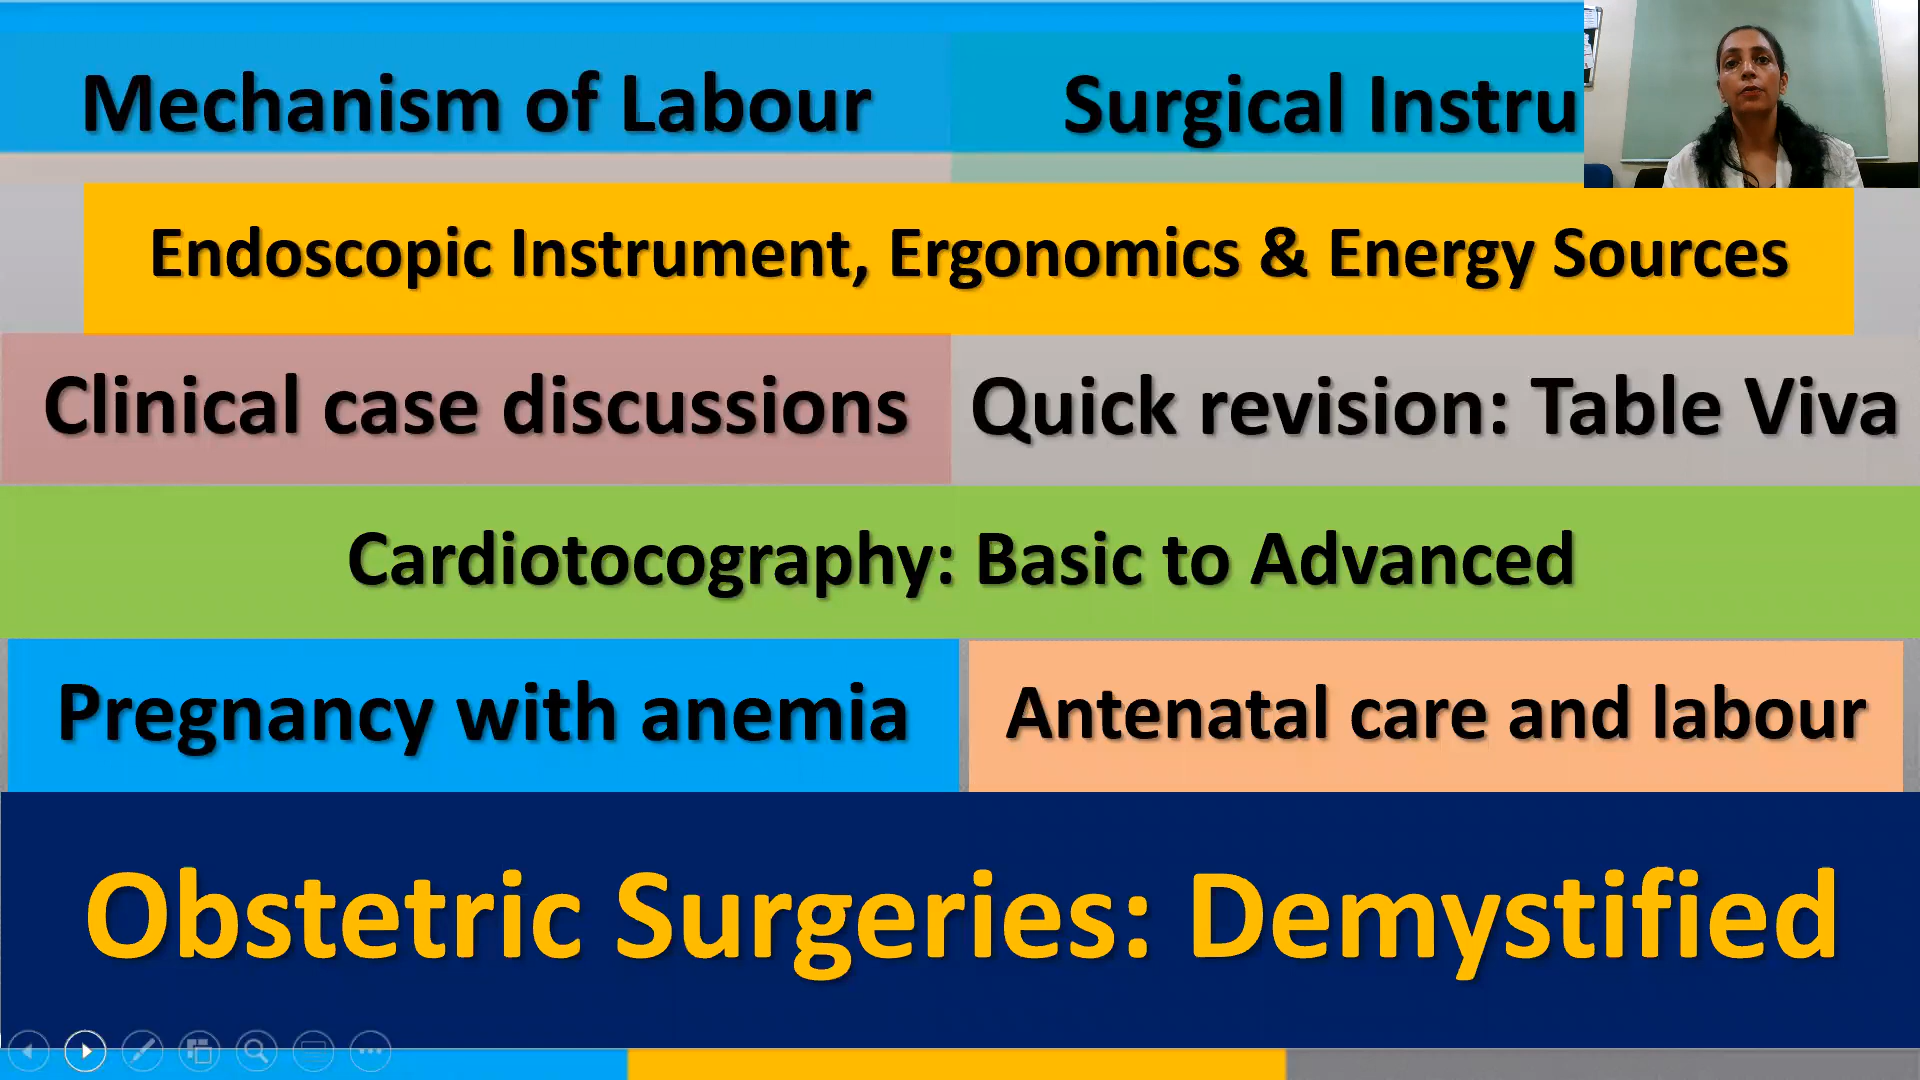 Mechanism of Labour
Surgical Instru
Endoscopic Instrument, Ergonomics & Energy Sources
Clinical case discussions
Quick revision: Table Viva
Cardiotocography: Basic to Advanced
Pregnancy with anemia
Antenatal care and labour
Obstetric Surgeries: Demystified